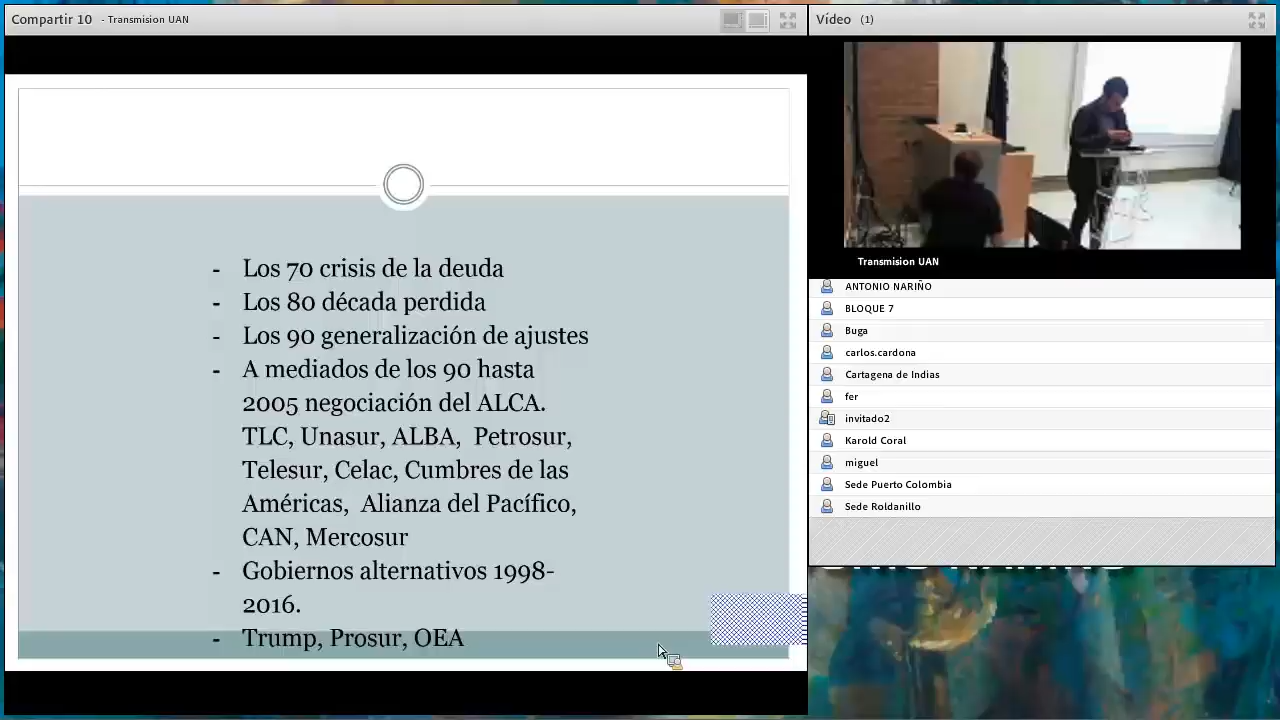 Compartir 10 - Transmision UAN
- Los 70 crisis de la deuda
- Los 80 década perdida
- Los 90 generalización de ajustes
- A mediados de los 90 hasta
2005 negociación del ALCA.
TLC, Unasur, ALBA, Petrosur,
Telesur, Celac, Cumbres de las
Américas, Alianza del Pacífico,
CAN, Mercosur
- Gobiernos alternativos 1998-
2016.
- Trump, Prosur, OEA
Vídeo (1)
Transmision UAN
ANTONIO NARIÑO
BLOQUE 7
Buga
carlos.cardona
Cartagena de Indias
fer
invitado2
Karold Coral
miguel
Sede Puerto Colombia
Sede Roldanillo